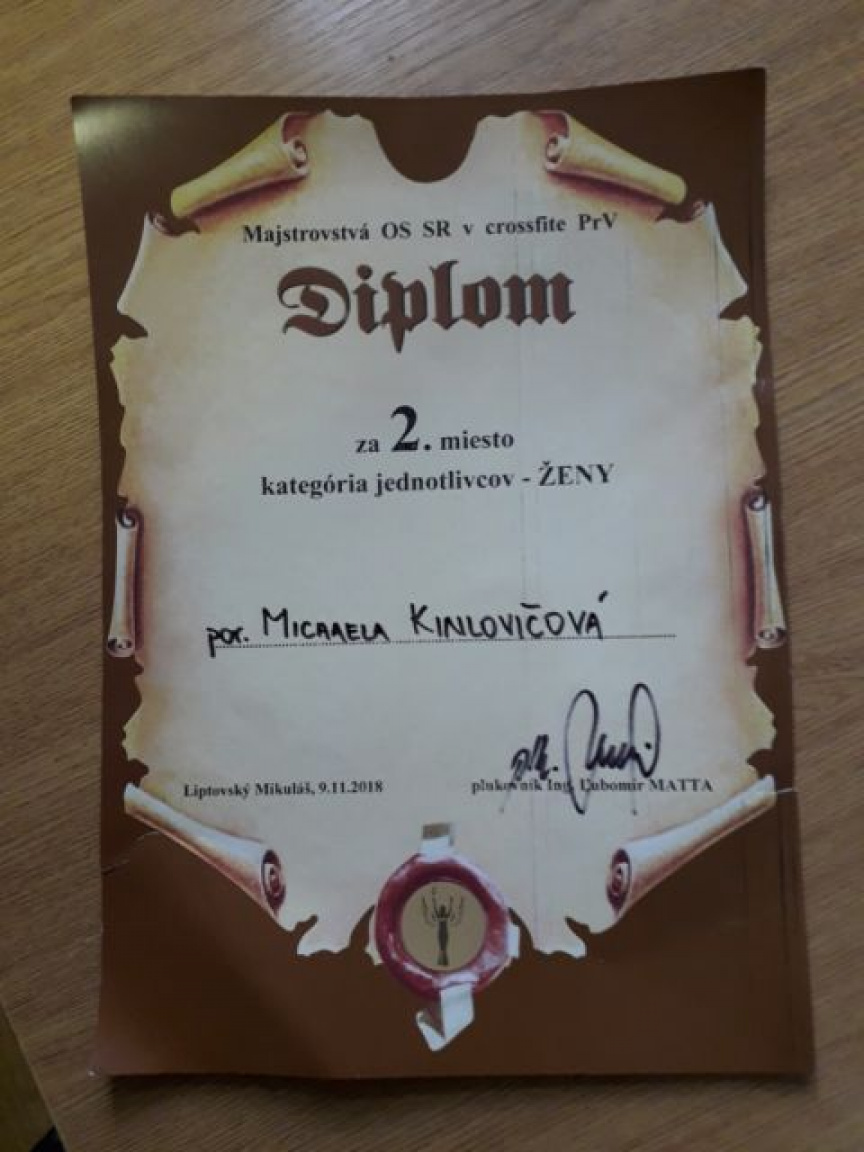 Majstrovstvá OS SR v crossfite PrV
Diplom
za 2. miesto
kategória jednotlivcov - ŽENY
por. MICHAELA KINLOVIČOVÁ
Liptovský Mikuláš, 9.11.2018
plukovník Ing. Ľubomír MATTA